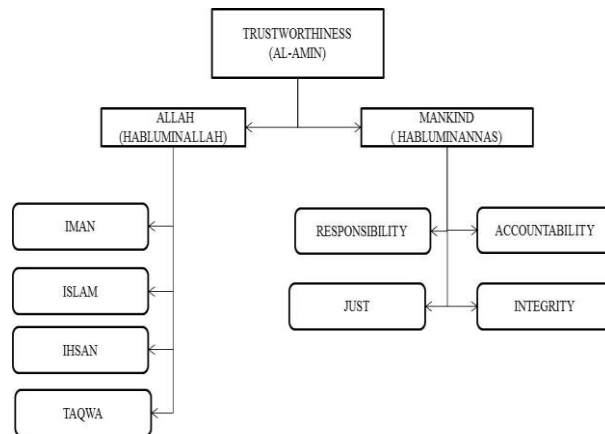 TRUSTWORTHINESS
(AL-AMIN)
ALLAH
(HABLUMINALLAH)
MANKIND
( HABLUMINANNAS)
IMAN
ISLAM
IHSAN
TAQWA
RESPONSIBILITY
ACCOUNTABILITY
JUST
INTEGRITY